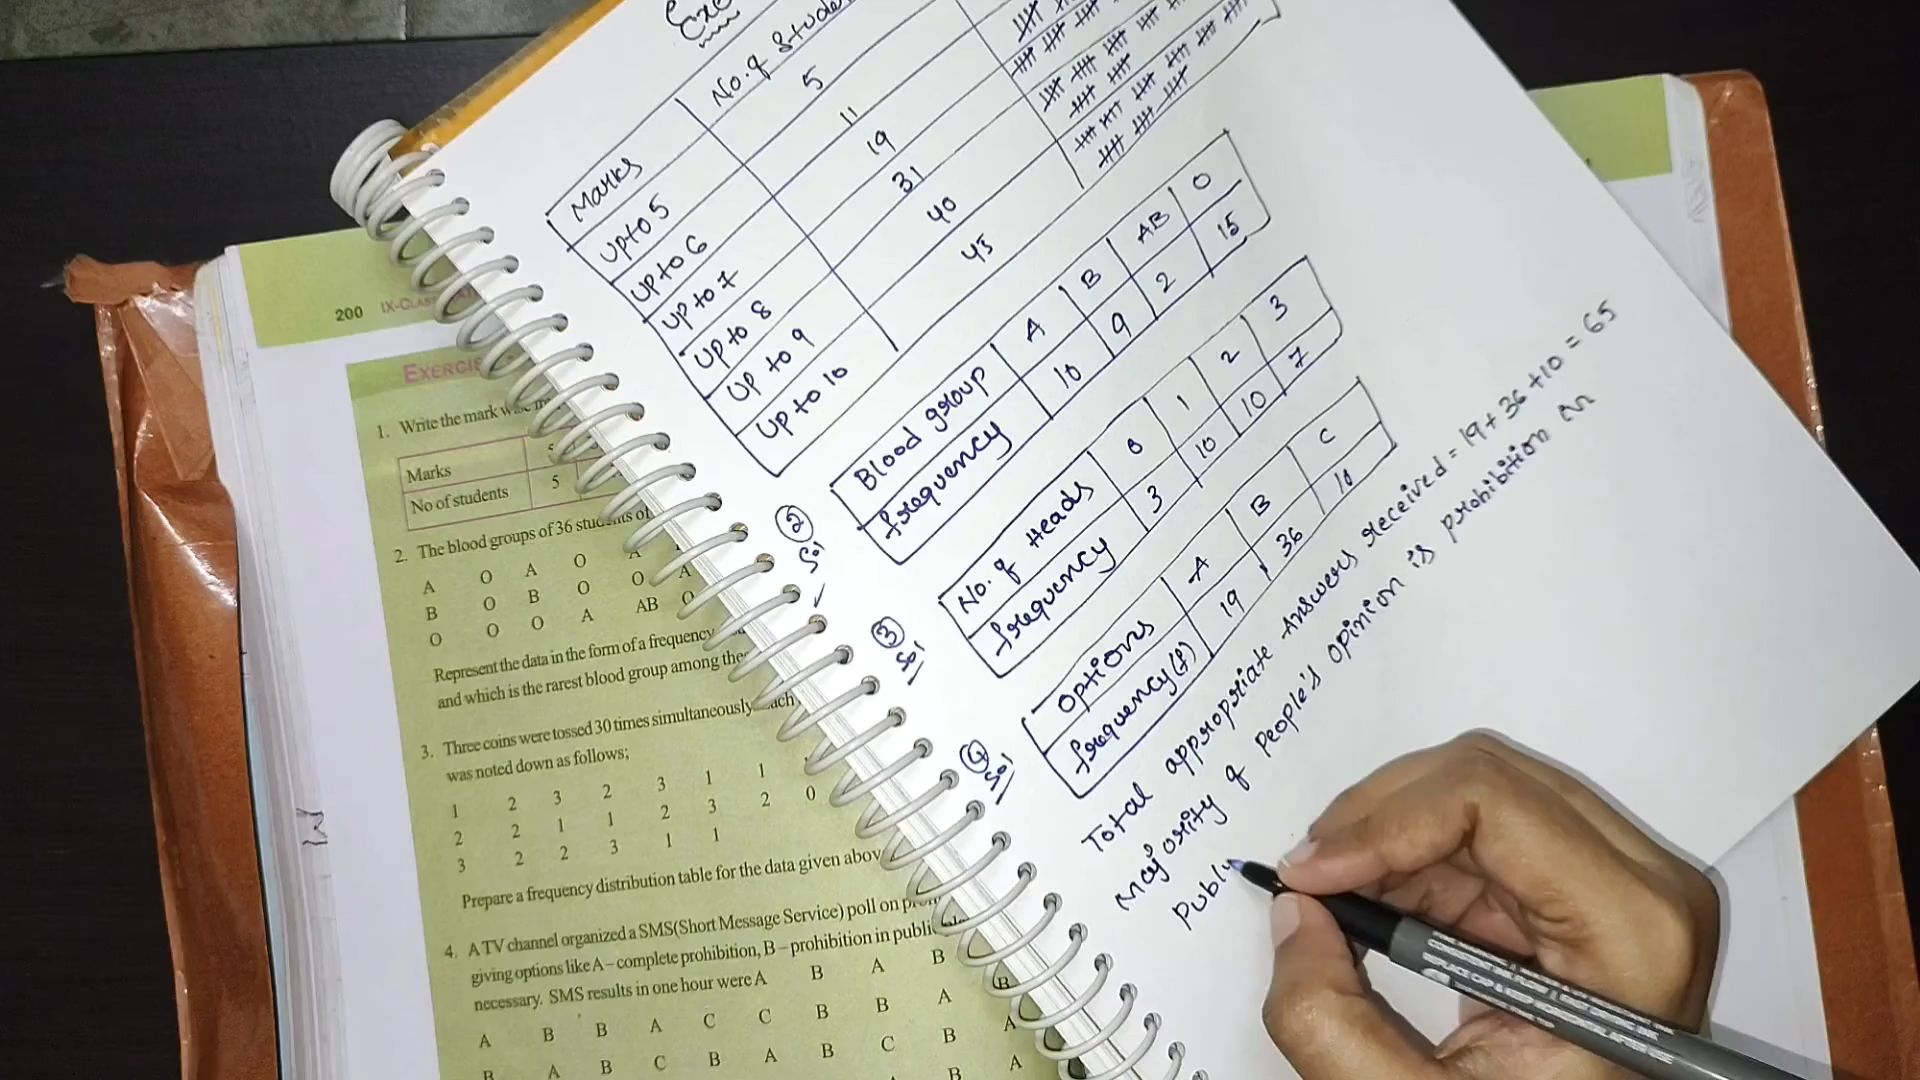 Marks No. of Stude
up to 5 5
up to 6 11
up to 7 19
up to 8 31
up to 9 40
up to 10 45
② Sol
Blood group A B AB O
frequency 10 9 2 15
③ Sol
No. of Heads 0 1 2 3
frequency 3 10 10 7
④ Sol
Options A B C
frequency(f) 19 36 10
Total appropriate Answers received = 19+36+10 = 65
Majority of people's opinion is prohibition in
Publi
200 IX-CLASS
EXERCIS
1. Write the mark wise
Marks
No of students 5
2. The blood groups of 36 students of
A O A O A
B O B O O A
O O O A AB O
Represent the data in the form of a frequency
and which is the rarest blood group among the
3. Three coins were tossed 30 times simultaneously. Each
was noted down as follows;
1 2 3 2 3 1 1
2 2 1 1 2 3 2 0
3 2 2 3 1 1
Prepare a frequency distribution table for the data given abov
4. A TV channel organized a SMS(Short Message Service) poll on
giving options like A – complete prohibition, B – prohibition in public
necessary. SMS results in one hour were A B A B B
A B B A C C B B A A
B A B C B A B C B A
B